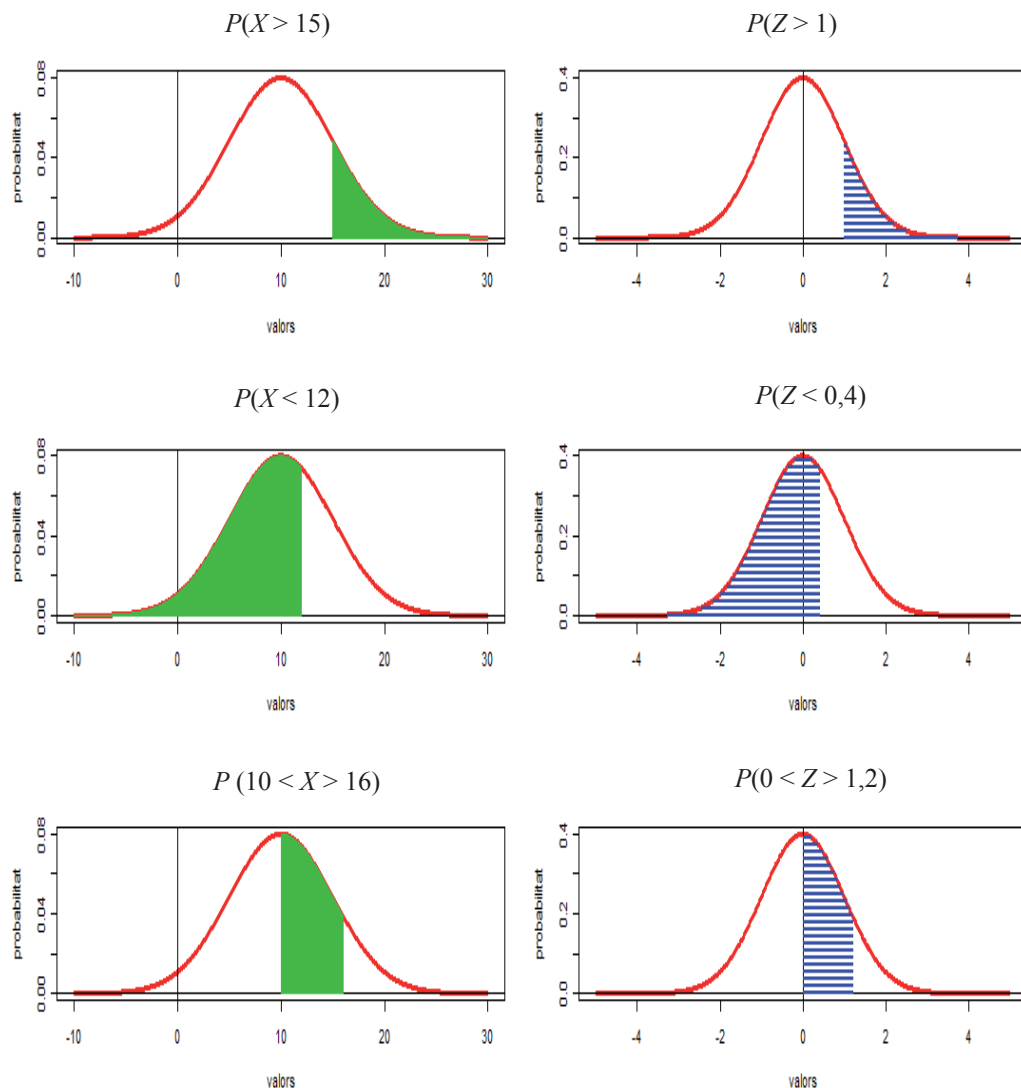 P(X > 15)
P(Z > 1)
probabilitat
0.00 0.04 0.08
-10 0 10 20 30
valors
probabilitat
0.0 0.2 0.4
-4 -2 0 2 4
valors
P(X < 12)
P(Z < 0,4)
probabilitat
0.00 0.04 0.08
-10 0 10 20 30
valors
probabilitat
0.0 0.2 0.4
-4 -2 0 2 4
valors
P (10 < X > 16)
P(0 < Z > 1,2)
probabilitat
0.00 0.04 0.08
-10 0 10 20 30
valors
probabilitat
0.0 0.2 0.4
-4 -2 0 2 4
valors